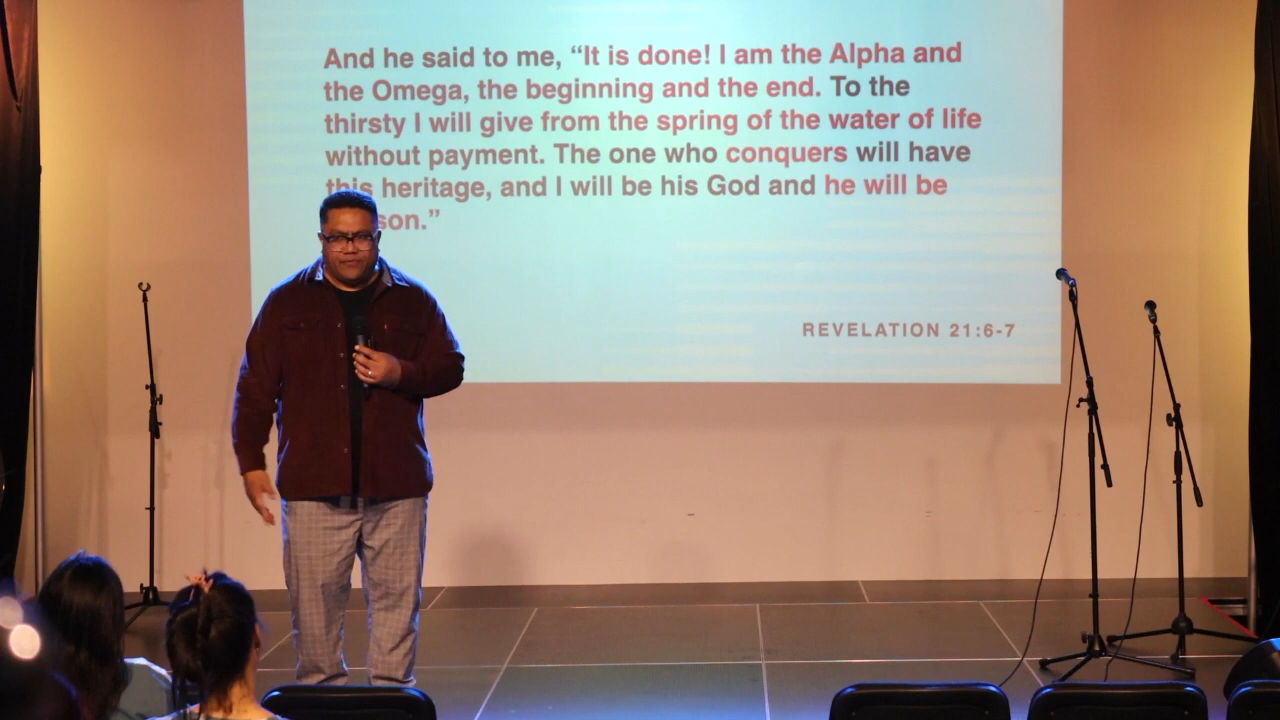 And he said to me, “It is done! I am the Alpha and
the Omega, the beginning and the end. To the
thirsty I will give from the spring of the water of life
without payment. The one who conquers will have
this heritage, and I will be his God and he will be
son.”
REVELATION 21:6-7